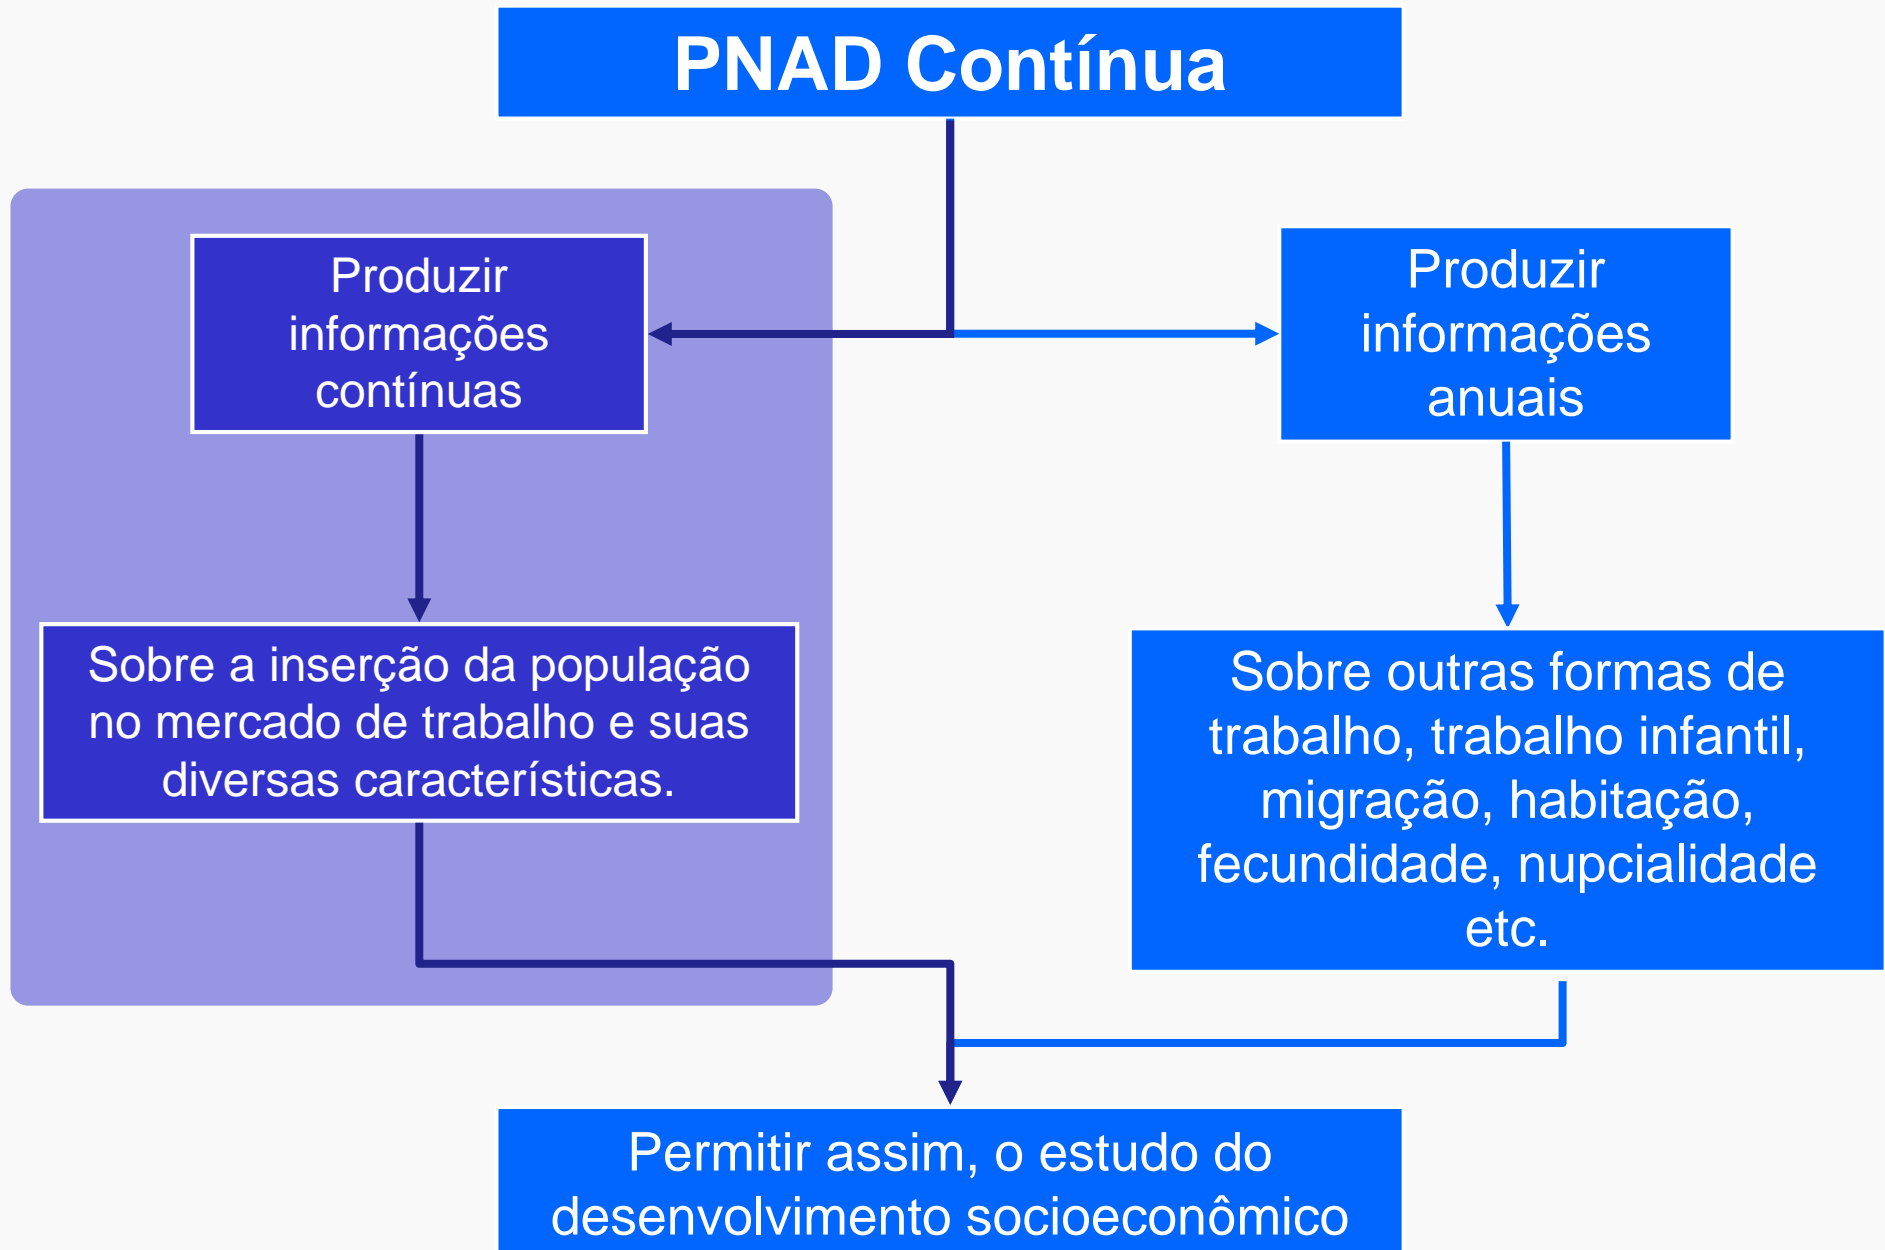 PNAD Contínua
Produzir
informações
contínuas
Produzir
informações
anuais
Sobre a inserção da população
no mercado de trabalho e suas
diversas características.
Sobre outras formas de
trabalho, trabalho infantil,
migração, habitação,
fecundidade, nupcialidade
etc.
Permitir assim, o estudo do
desenvolvimento socioeconômico